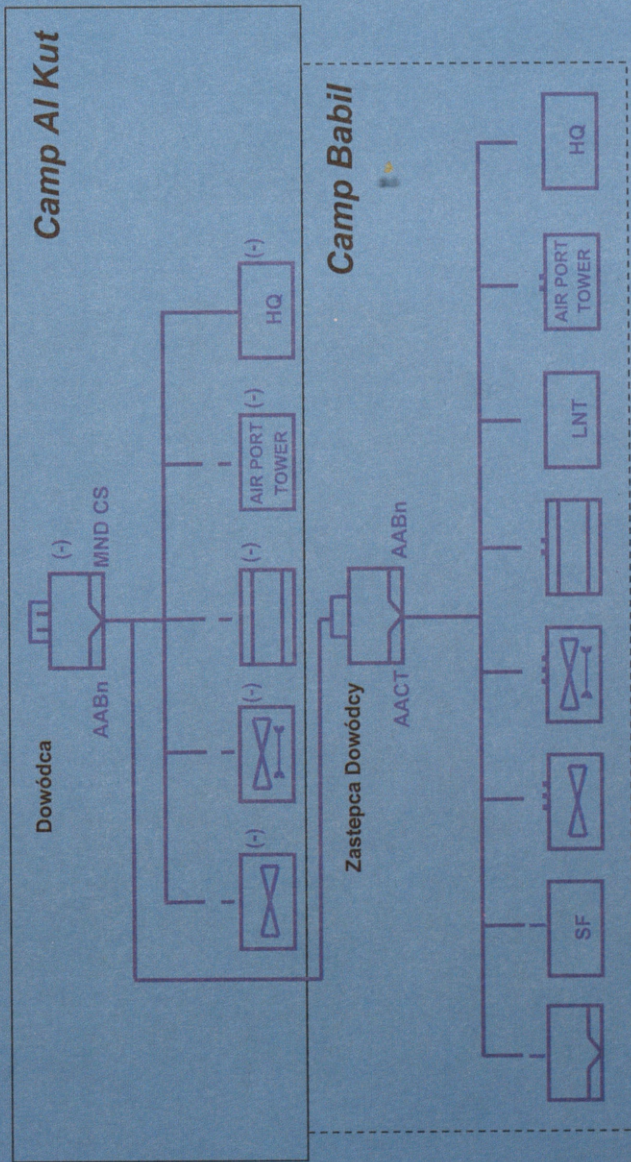 Camp Al Kut
Dowódca
(-)
AABn
MND CS
(-)
(-)
(-)
AIR PORT
TOWER
(-)
HQ
(-)
Camp Babil
Zastepca Dowódcy
AACT
AABn
SF
LNT
AIR PORT
TOWER
HQ